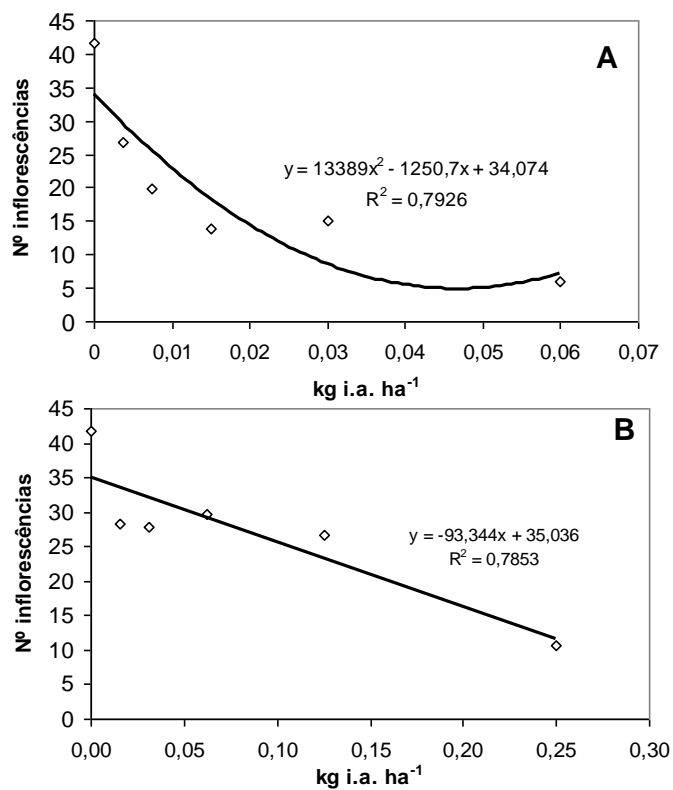 A
Nº inflorescências
45
40
35
30
25
20
15
10
5
0
y = 13389x² - 1250,7x + 34,074
R² = 0,7926
0 0,01 0,02 0,03 0,04 0,05 0,06 0,07
kg i.a. ha⁻¹
B
Nº inflorescências
45
40
35
30
25
20
15
10
5
0
y = -93,344x + 35,036
R² = 0,7853
0,00 0,05 0,10 0,15 0,20 0,25 0,30
kg i.a. ha⁻¹